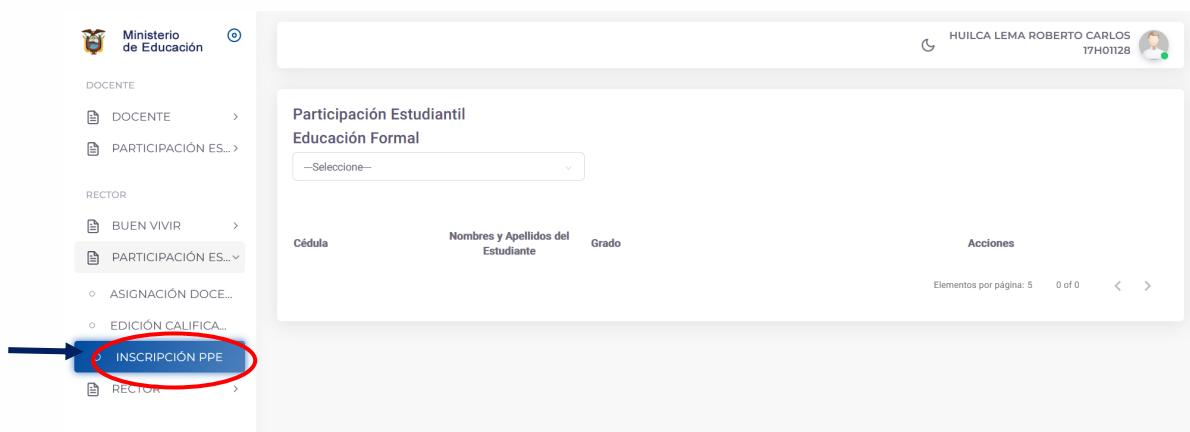 Ministerio
de Educación
HUILCA LEMA ROBERTO CARLOS
17H01128
DOCENTE
DOCENTE
PARTICIPACIÓN ES...
RECTOR
BUEN VIVIR
PARTICIPACIÓN ES...
ASIGNACIÓN DOCE...
EDICIÓN CALIFICA...
INSCRIPCIÓN PPE
RECTOR
Participación Estudiantil
Educación Formal
---Seleccione---
Cédula
Nombres y Apellidos del
Estudiante
Grado
Acciones
Elementos por página: 5 0 of 0